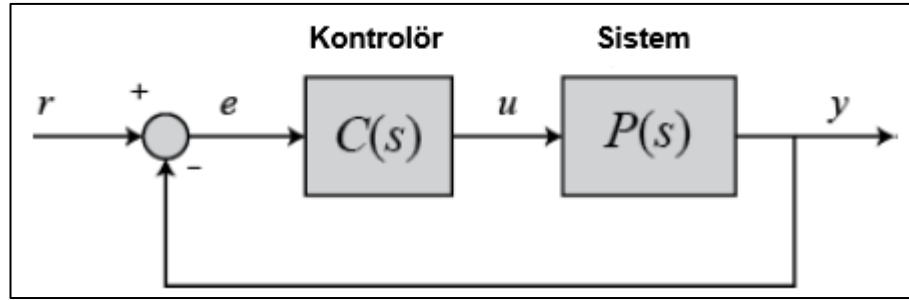 Kontrolör Sistem
r + e C(s) u P(s) y
−